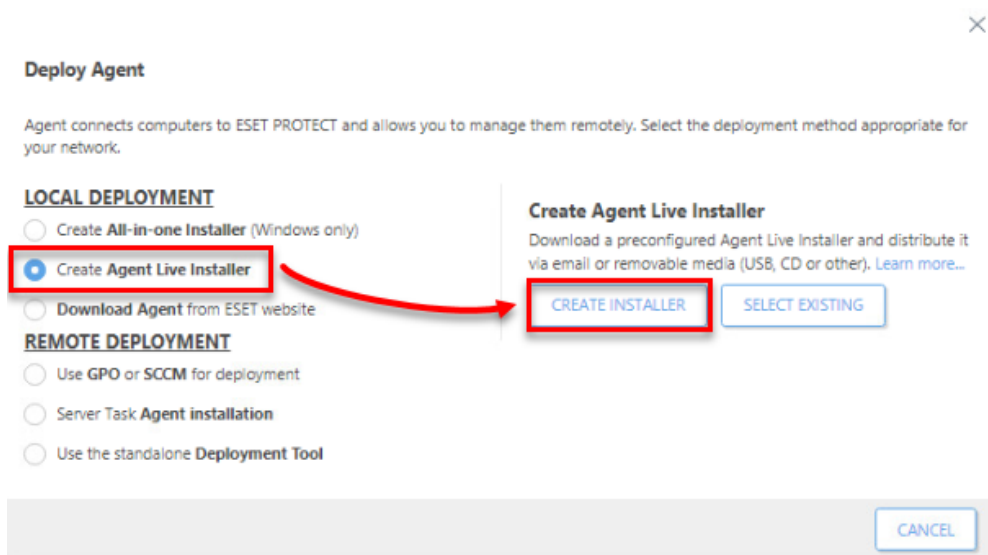 Deploy Agent
Agent connects computers to ESET PROTECT and allows you to manage them remotely. Select the deployment method appropriate for
your network.
LOCAL DEPLOYMENT
Create All-in-one Installer (Windows only)
Create Agent Live Installer
Download Agent from ESET website
REMOTE DEPLOYMENT
Use GPO or SCCM for deployment
Server Task Agent installation
Use the standalone Deployment Tool
Create Agent Live Installer
Download a preconfigured Agent Live Installer and distribute it
via email or removable media (USB, CD or other). Learn more...
CREATE INSTALLER
SELECT EXISTING
CANCEL